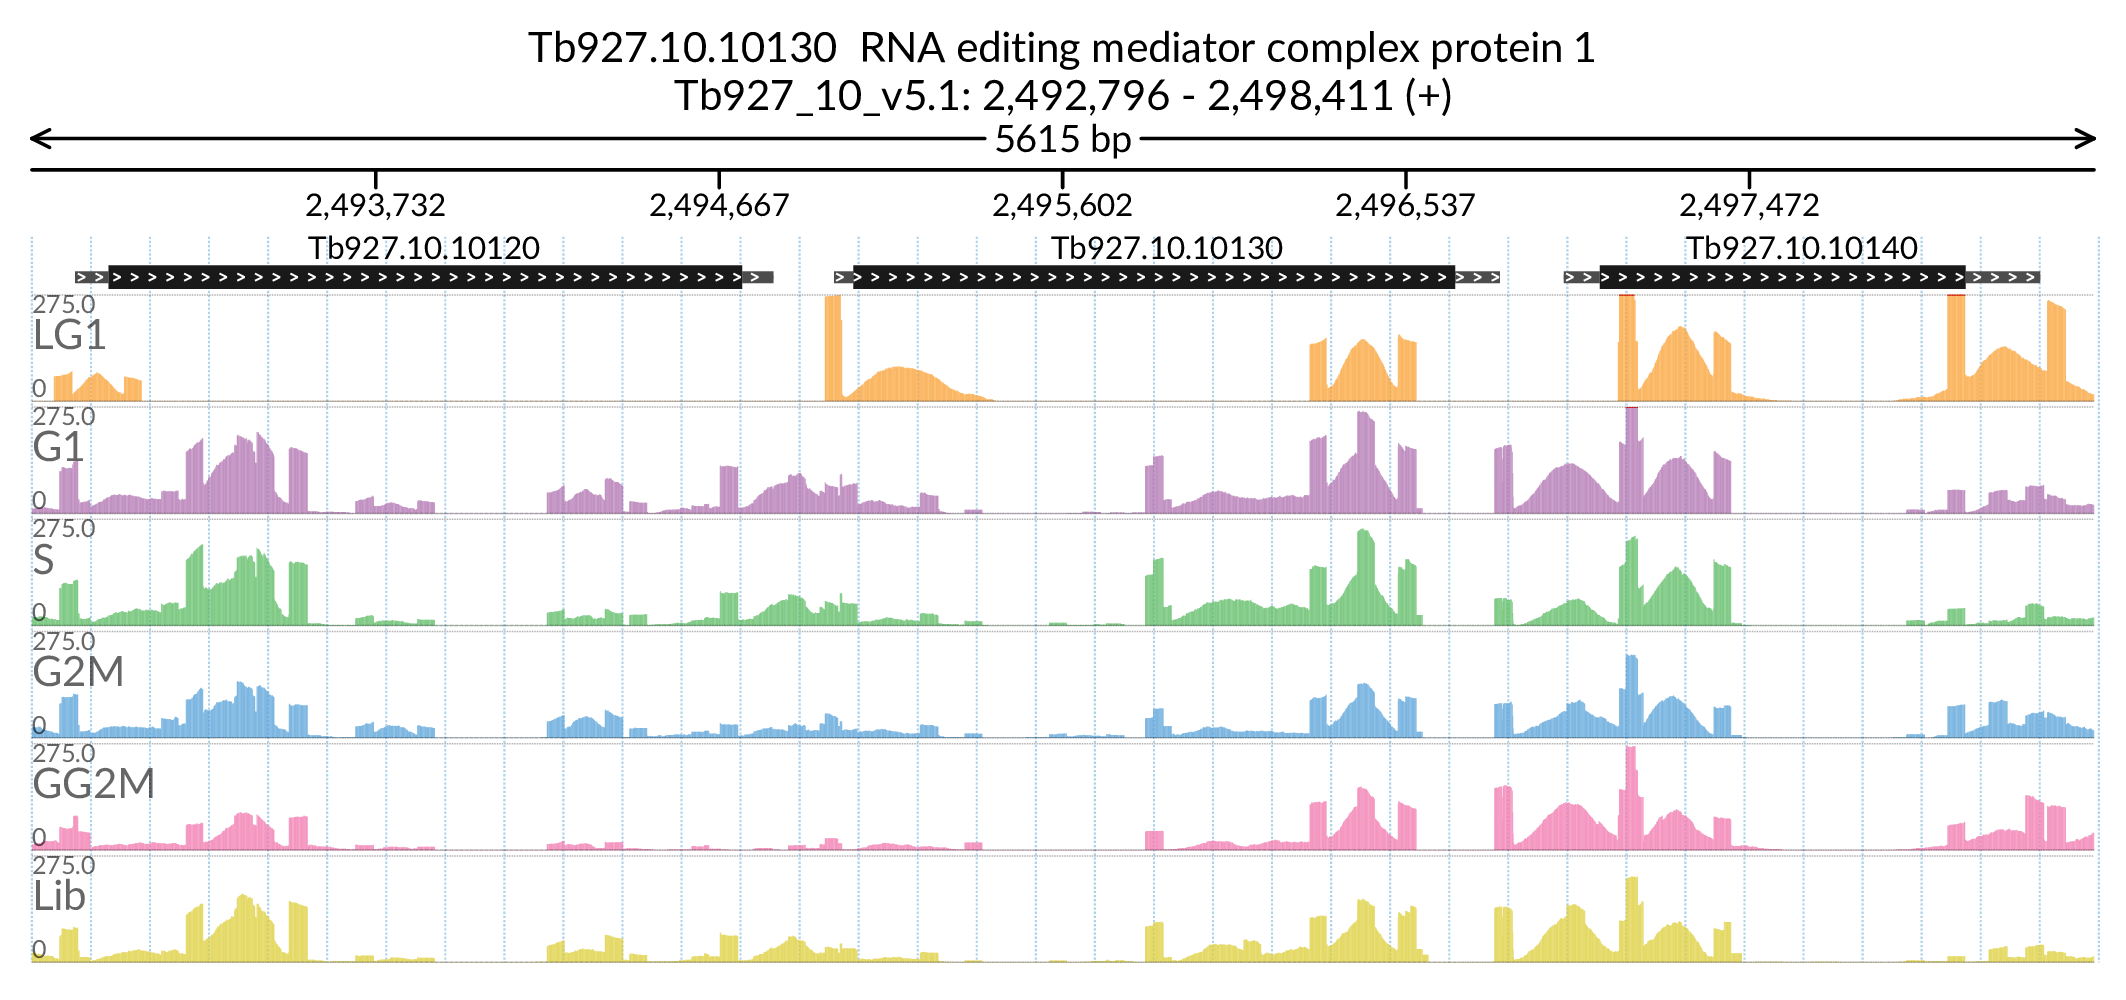 Tb927.10.10130  RNA editing mediator complex protein 1
Tb927_10_v5.1: 2,492,796 - 2,498,411 (+)
5615 bp
2,493,732 2,494,667 2,495,602 2,496,537 2,497,472
Tb927.10.10120 Tb927.10.10130 Tb927.10.10140
275.0
LG1
0
275.0
G1
0
275.0
S
0
275.0
G2M
0
275.0
GG2M
0
275.0
Lib
0